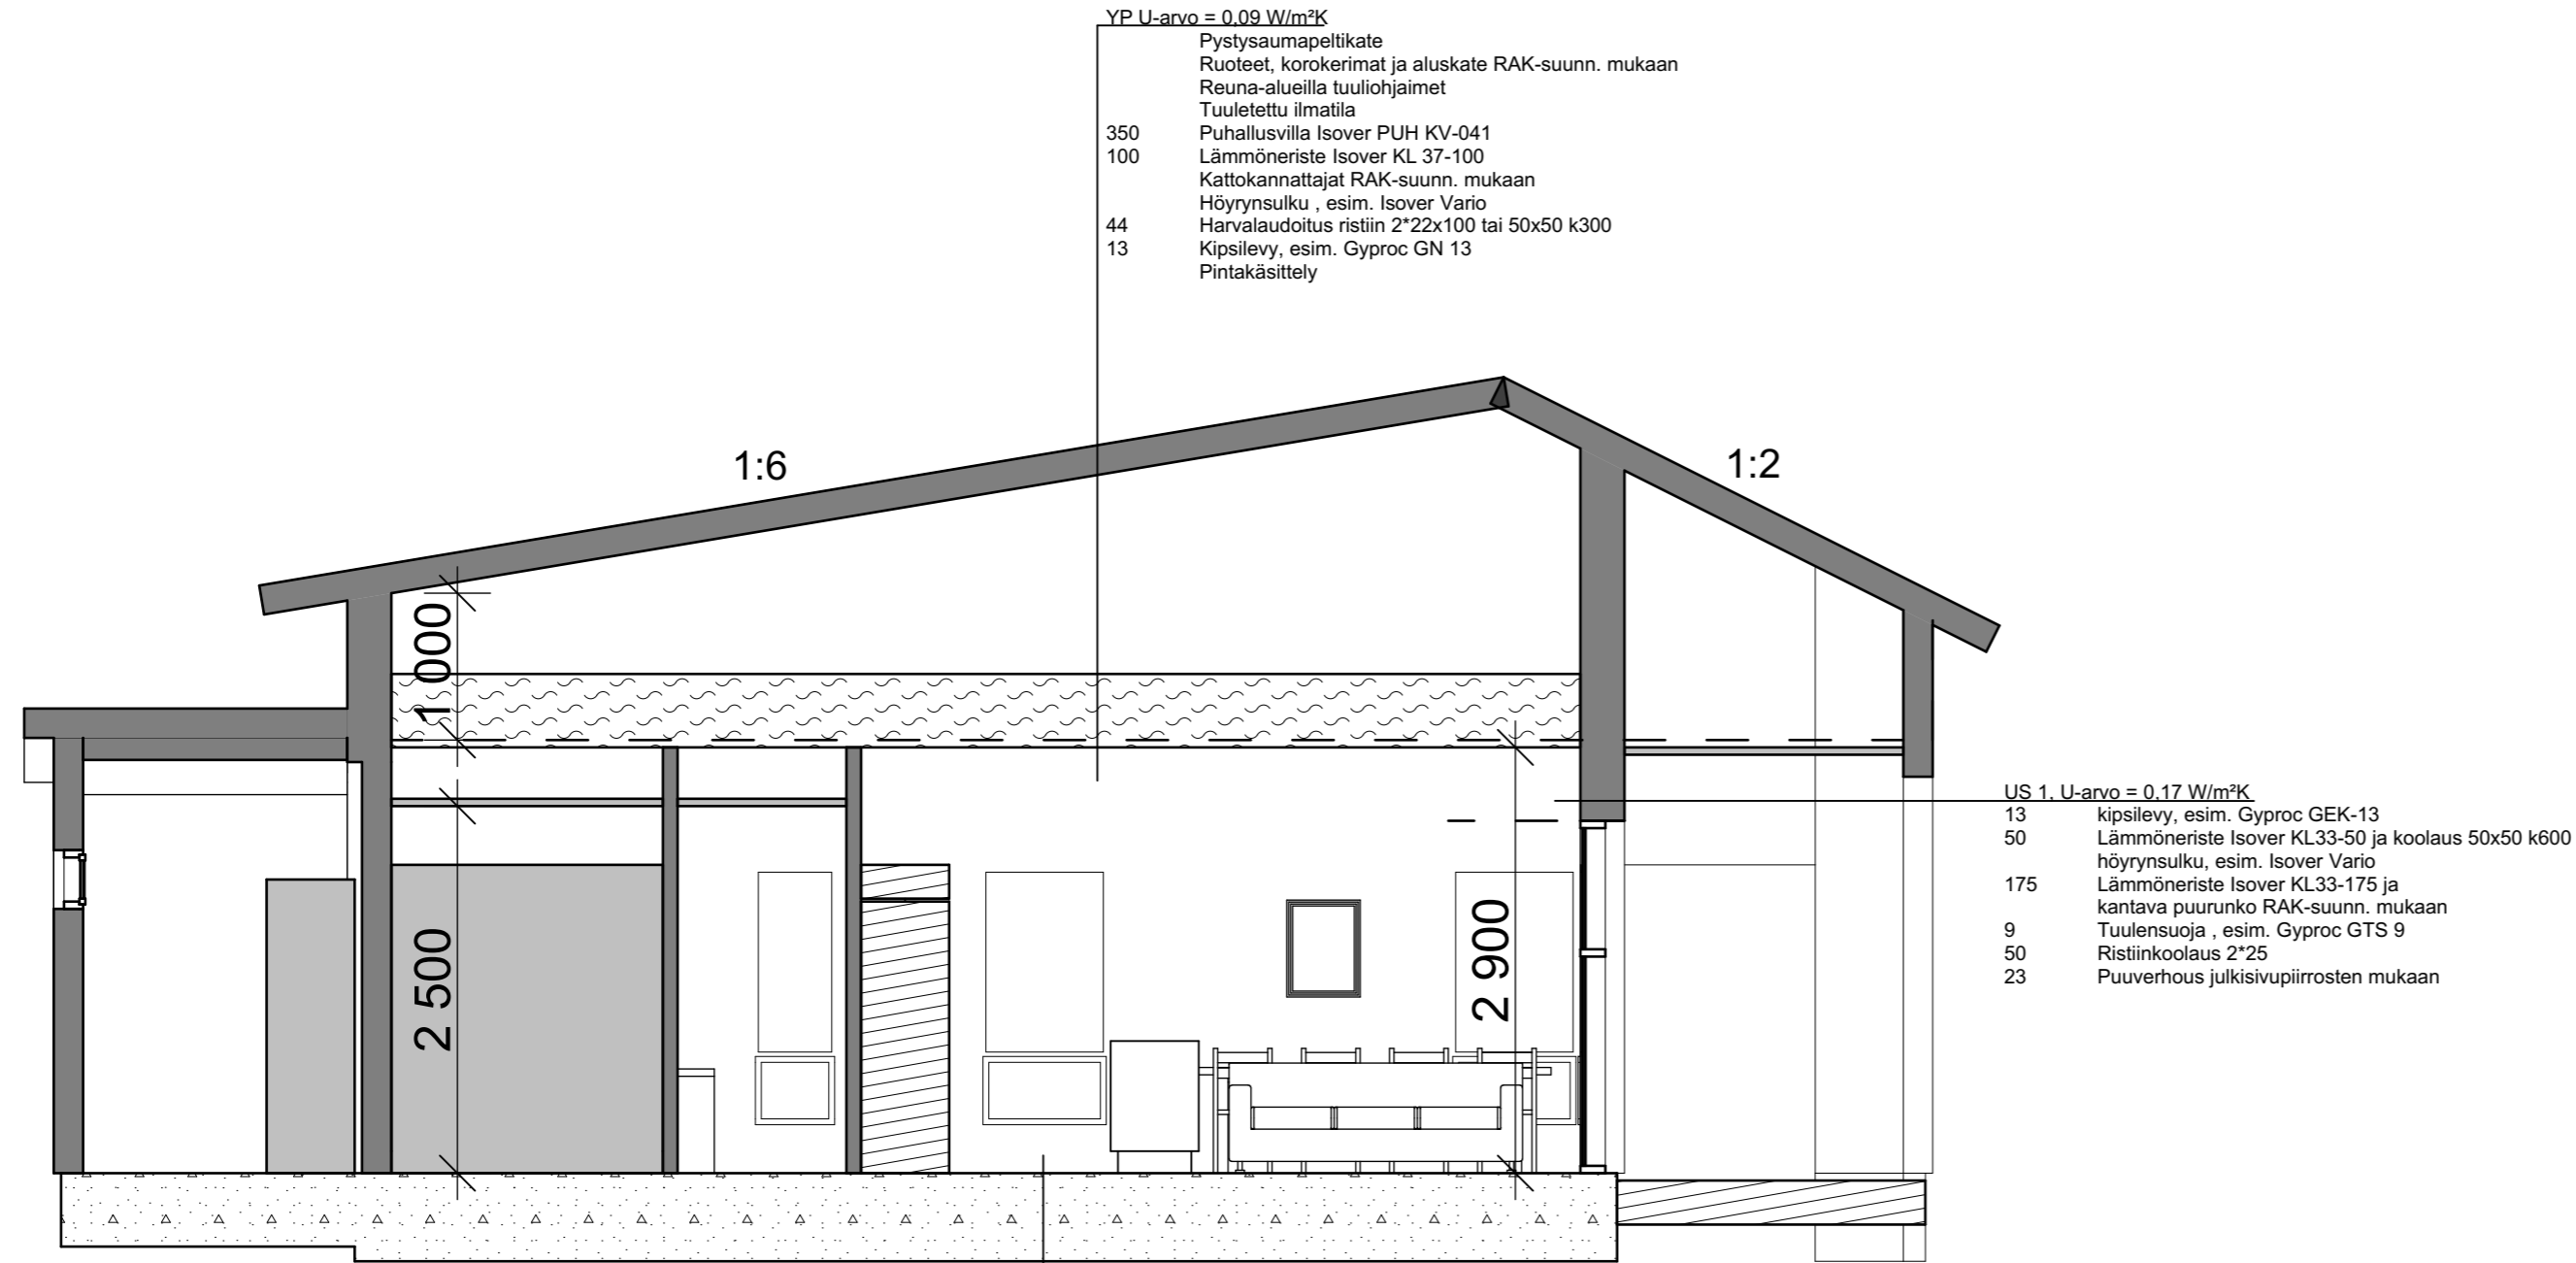 YP U-arvo = 0,09 W/m²K
Pystysaumapeltikate
Ruoteet, korokerimat ja aluskate RAK-suunn. mukaan
Reuna-alueilla tuuliohjaimet
Tuuletettu ilmatila
350 Puhallusvilla Isover PUH KV-041
100 Lämmöneriste Isover KL 37-100
Kattokannattajat RAK-suunn. mukaan
Höyrynsulku , esim. Isover Vario
44 Harvalaudoitus ristiin 2*22x100 tai 50x50 k300
13 Kipsilevy, esim. Gyproc GN 13
Pintakäsittely
1:6
1:2
1 000
2 500
2 900
US 1, U-arvo = 0,17 W/m²K
13 kipsilevy, esim. Gyproc GEK-13
50 Lämmöneriste Isover KL33-50 ja koolaus 50x50 k600
höyrynsulku, esim. Isover Vario
175 Lämmöneriste Isover KL33-175 ja
kantava puurunko RAK-suunn. mukaan
9 Tuulensuoja , esim. Gyproc GTS 9
50 Ristiinkoolaus 2*25
23 Puuverhous julkisivupiirrosten mukaan